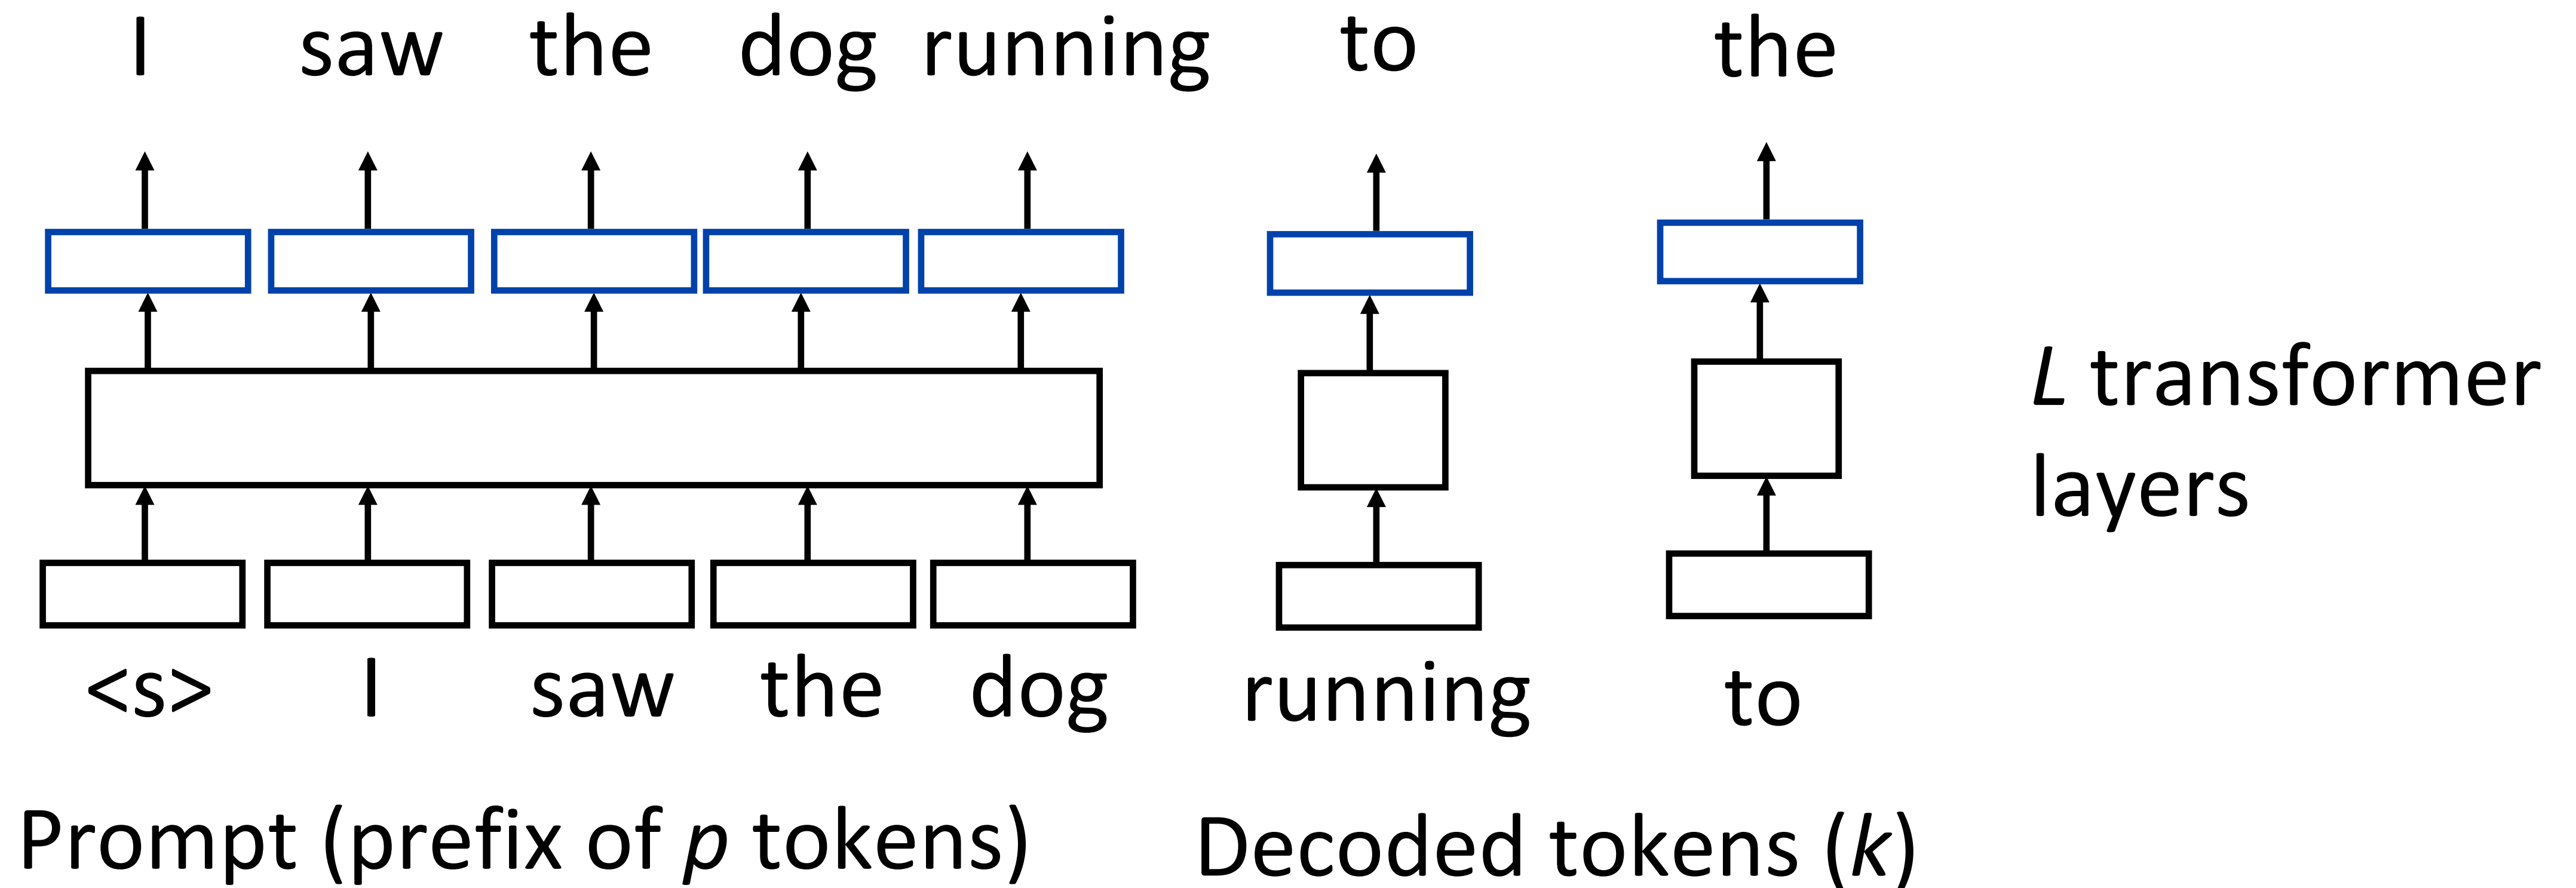 I saw the dog running to the
L transformer
layers
<s> I saw the dog running to
Prompt (prefix of p tokens) Decoded tokens (k)